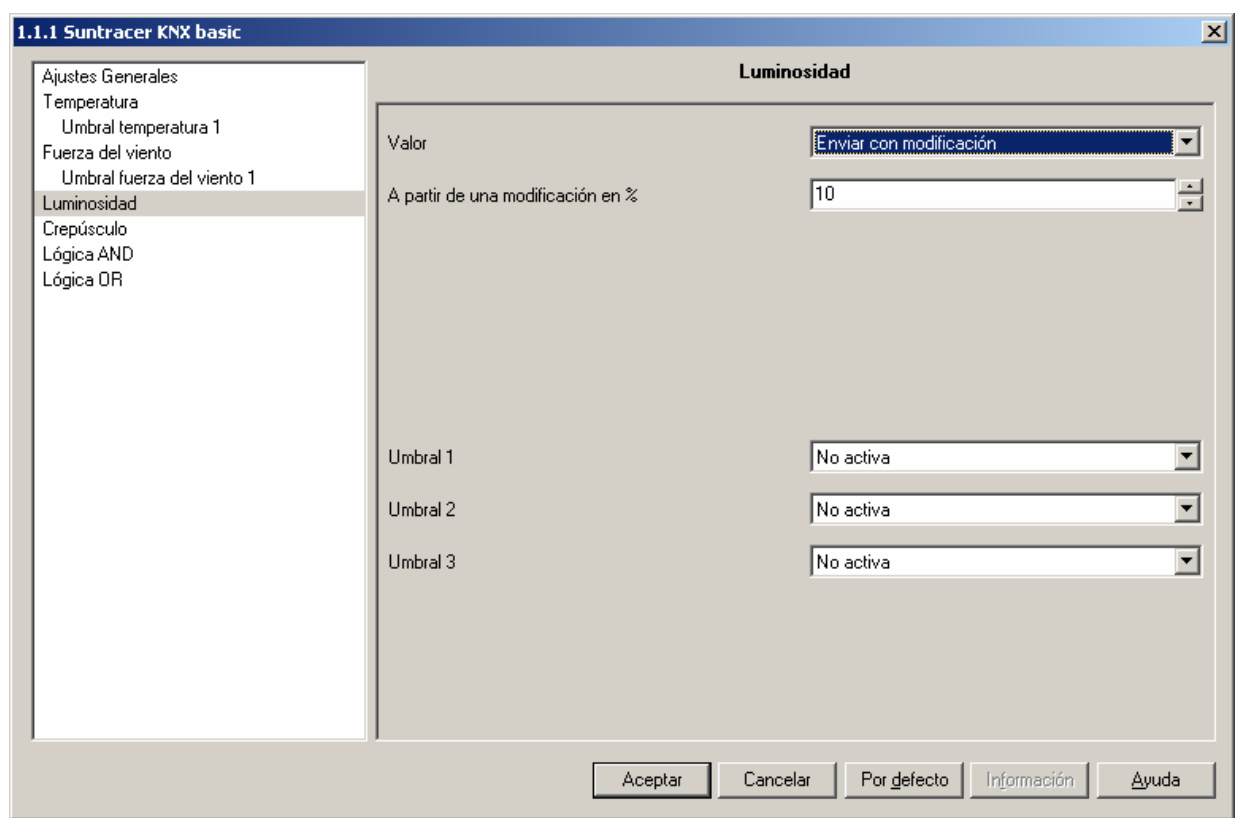 1.1.1 Suntracer KNX basic
Ajustes Generales
Temperatura
Umbral temperatura 1
Fuerza del viento
Umbral fuerza del viento 1
Luminosidad
Crepúsculo
Lógica AND
Lógica OR
Luminosidad
Valor
Enviar con modificación
A partir de una modificación en %
10
Umbral 1
No activa
Umbral 2
No activa
Umbral 3
No activa
Aceptar
Cancelar
Por defecto
Información
Ayuda